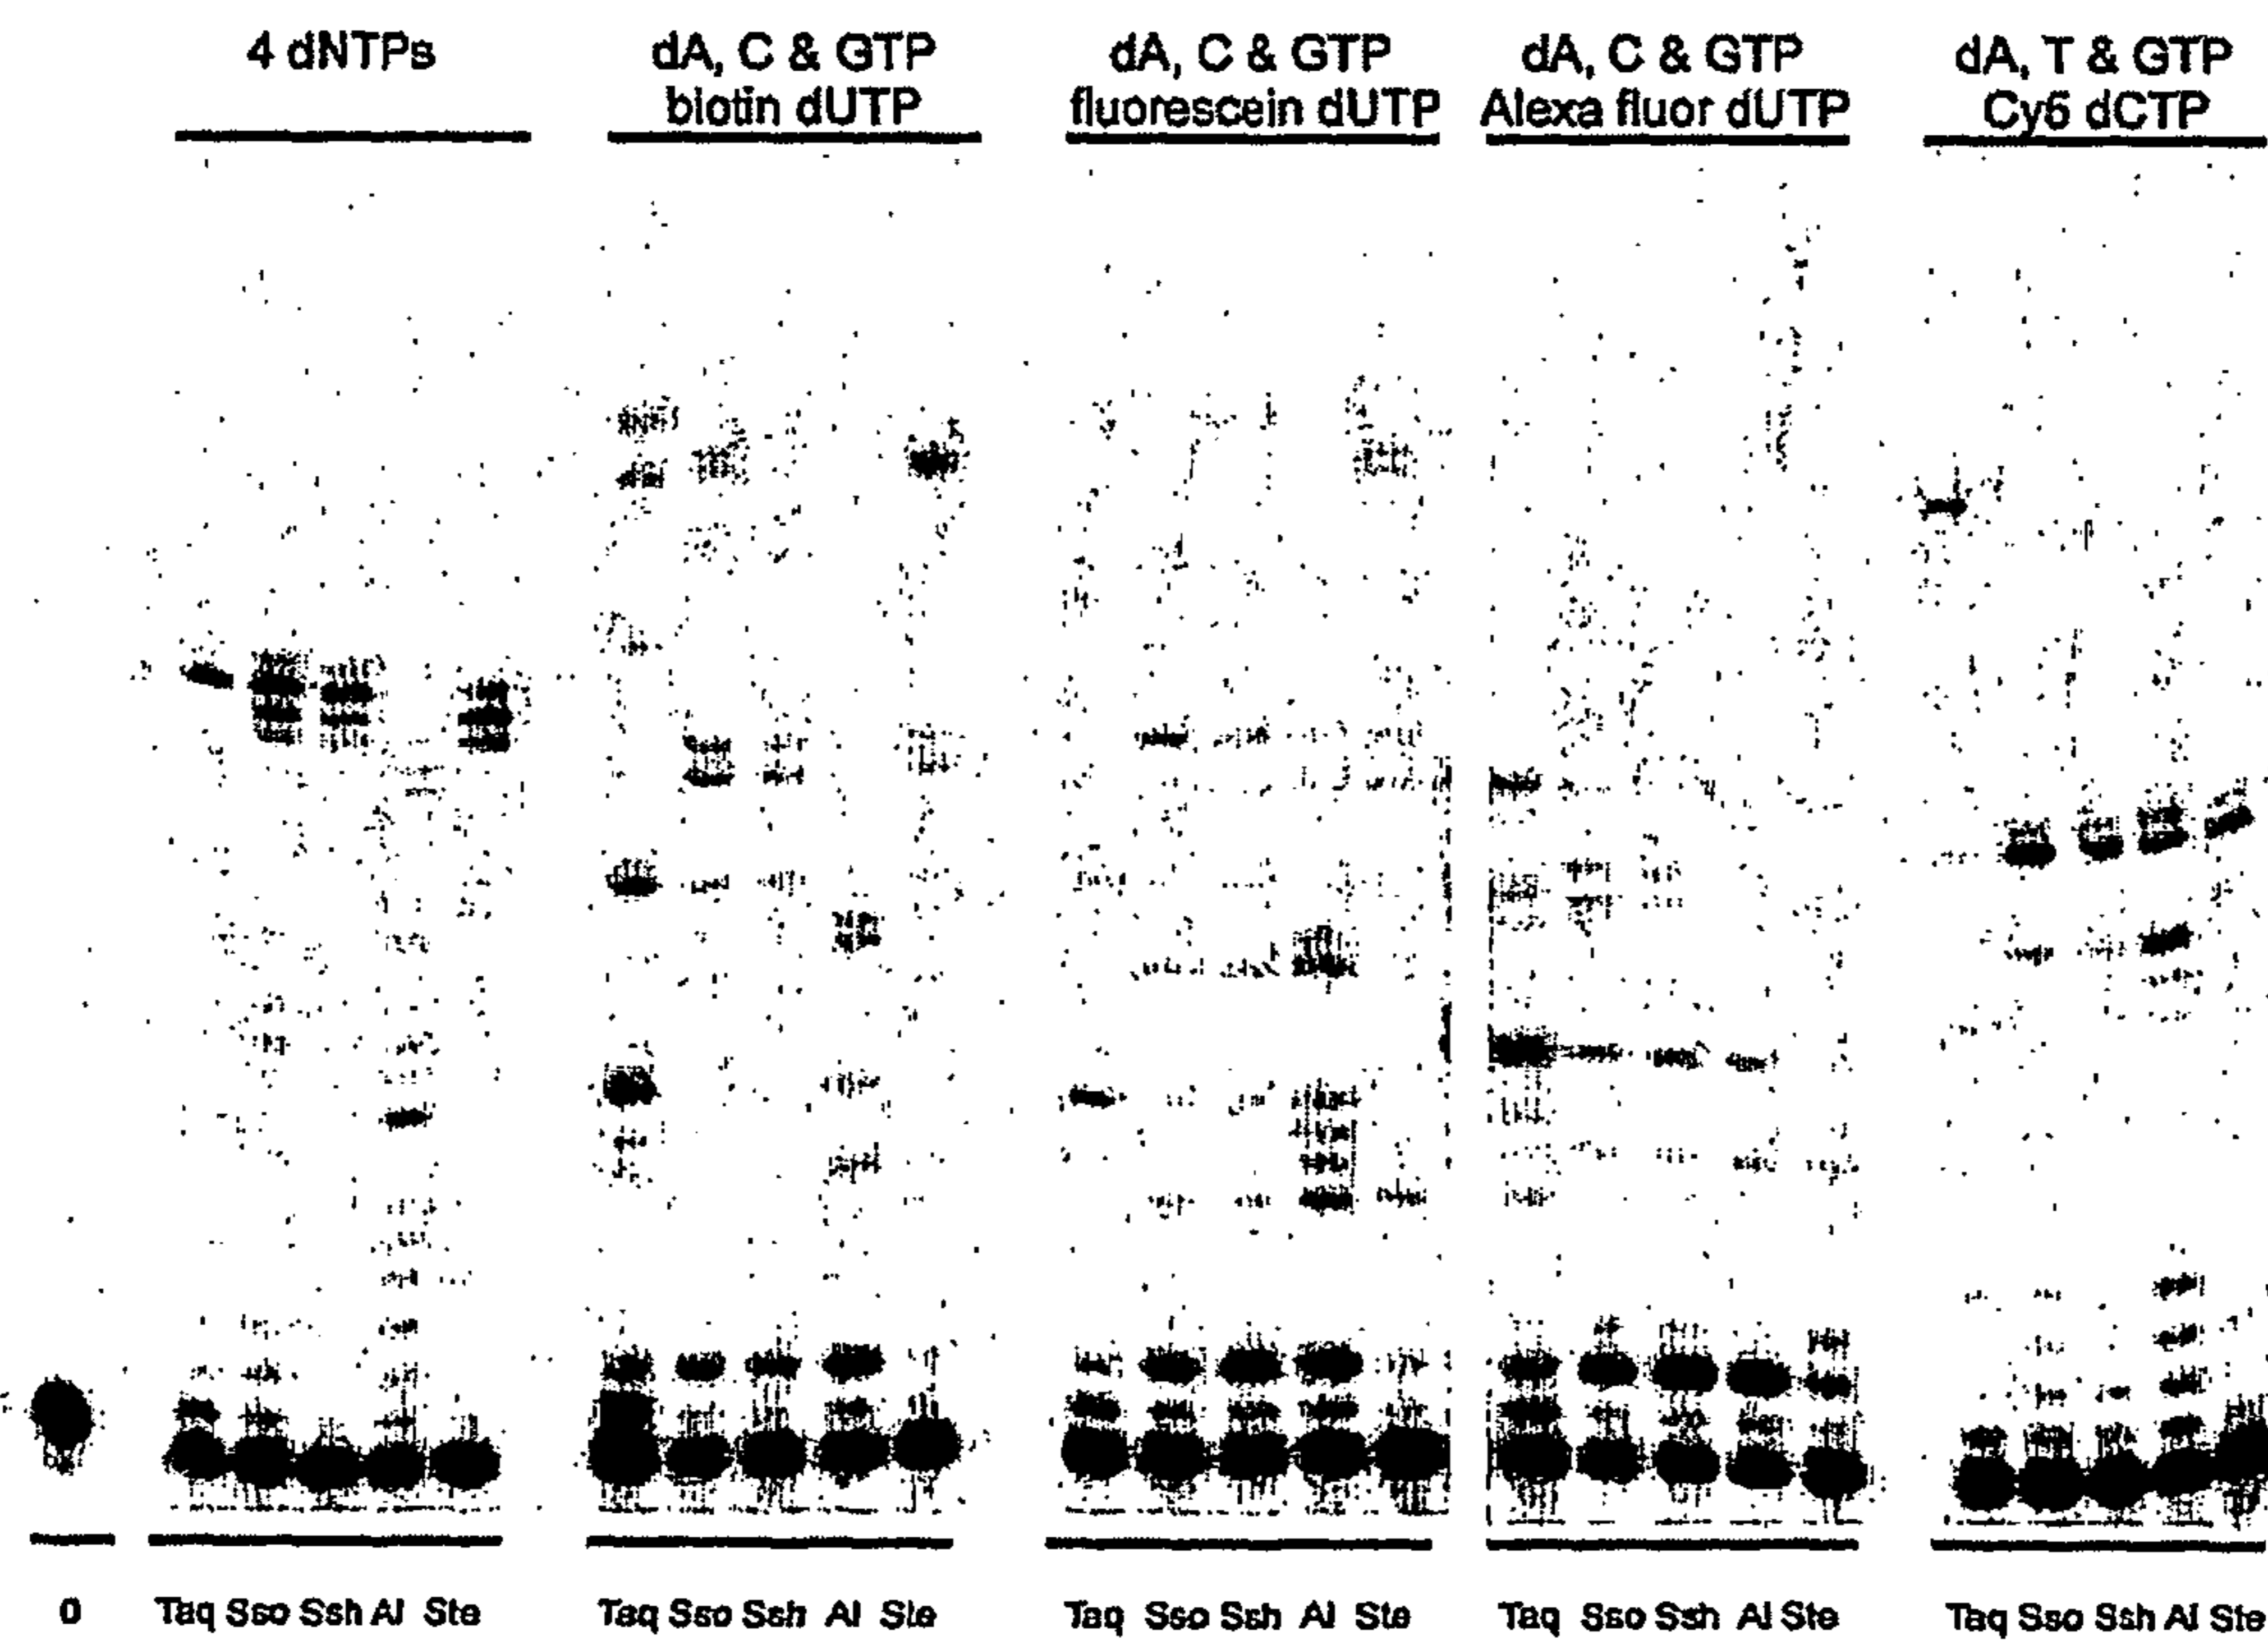 4 dNTPs
dA, C & GTP
biotin dUTP
dA, C & GTP
fluorescein dUTP
dA, C & GTP
Alexa fluor dUTP
dA, T & GTP
Cy5 dCTP
0
Taq Sso Ssh Al Ste
Taq Sso Ssh Al Ste
Taq Sso Ssh Al Ste
Taq Sso Ssh Al Ste
Taq Sso Ssh Al Ste